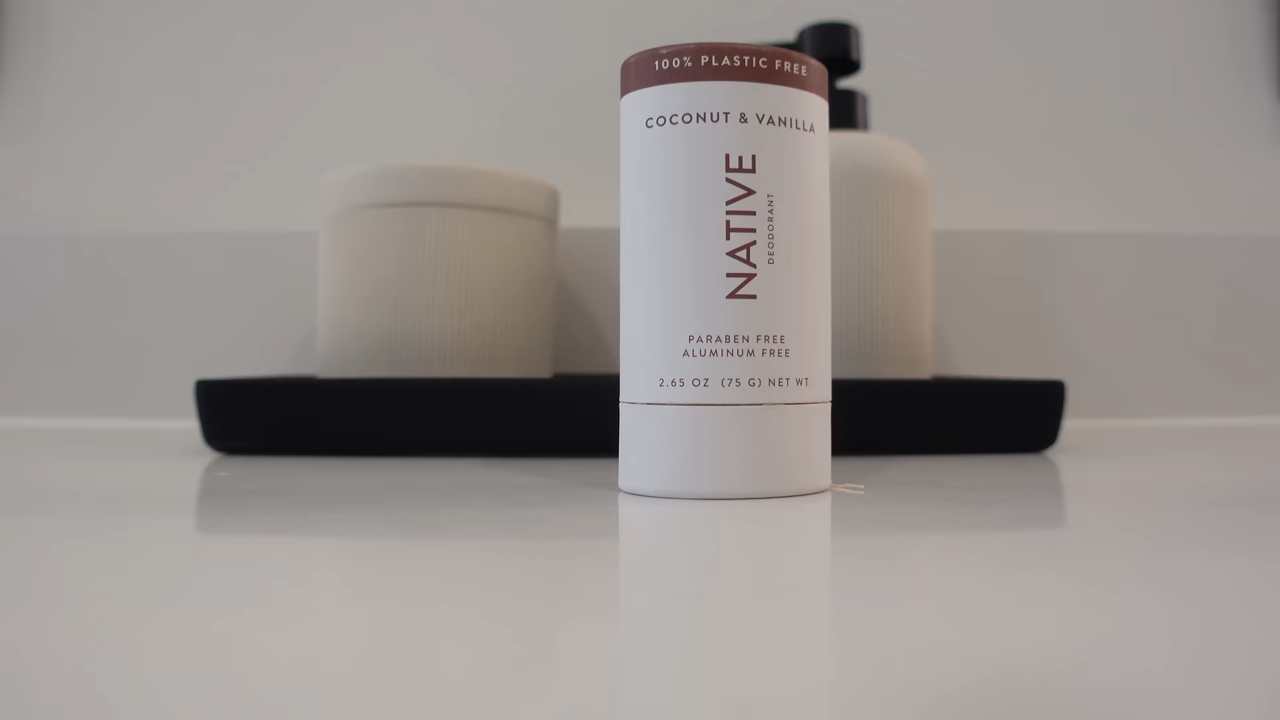 100% PLASTIC FREE
COCONUT & VANILLA
NATIVE
DEODORANT
PARABEN FREE
ALUMINUM FREE
2.65 OZ (75 G) NET WT